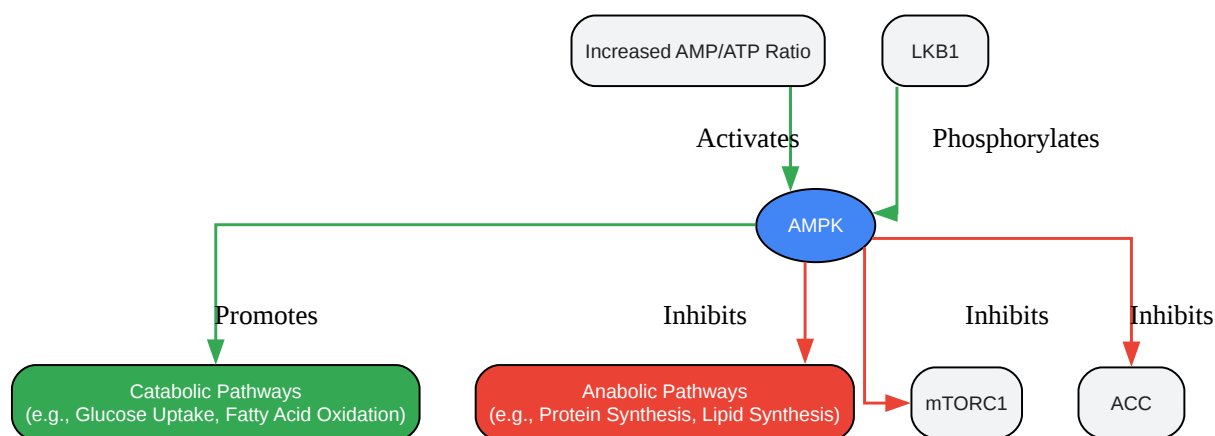 Increased AMP/ATP Ratio
LKB1
Activates
Phosphorylates
AMPK
Promotes
Inhibits
Inhibits
Inhibits
Catabolic Pathways
(e.g., Glucose Uptake, Fatty Acid Oxidation)
Anabolic Pathways
(e.g., Protein Synthesis, Lipid Synthesis)
mTORC1
ACC